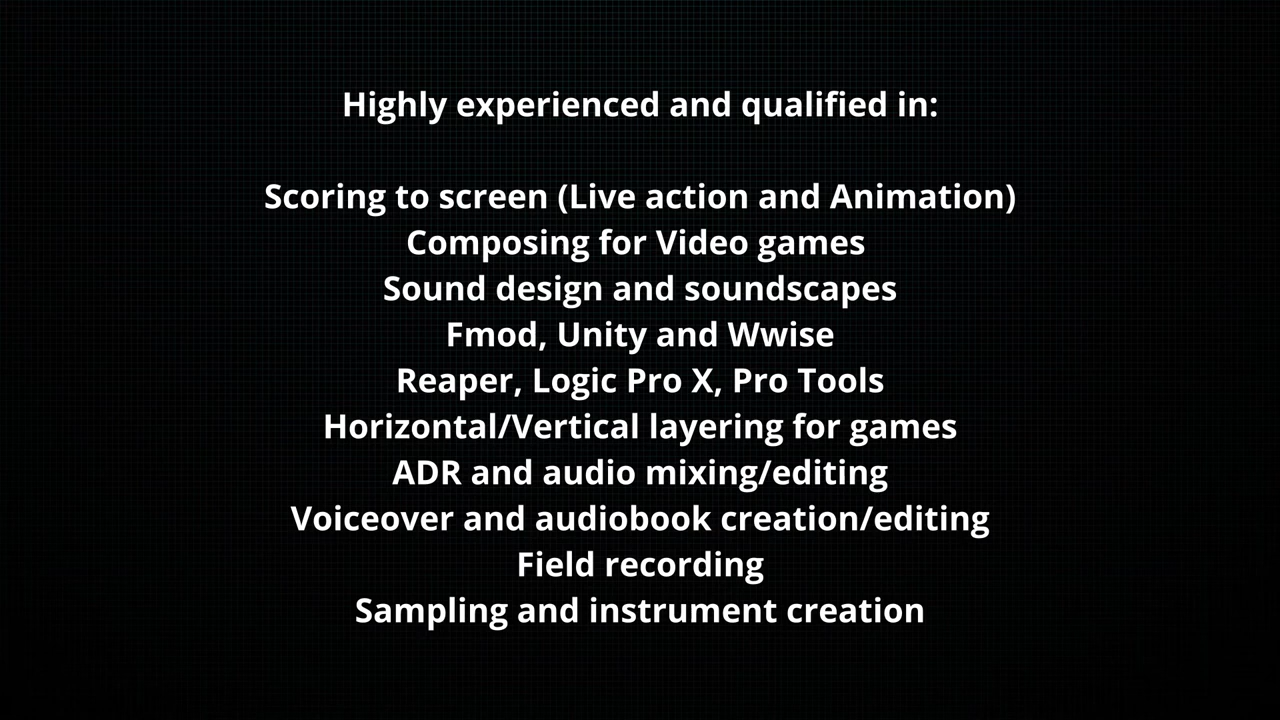 Highly experienced and qualified in:
Scoring to screen (Live action and Animation)
Composing for Video games
Sound design and soundscapes
Fmod, Unity and Wwise
Reaper, Logic Pro X, Pro Tools
Horizontal/Vertical layering for games
ADR and audio mixing/editing
Voiceover and audiobook creation/editing
Field recording
Sampling and instrument creation